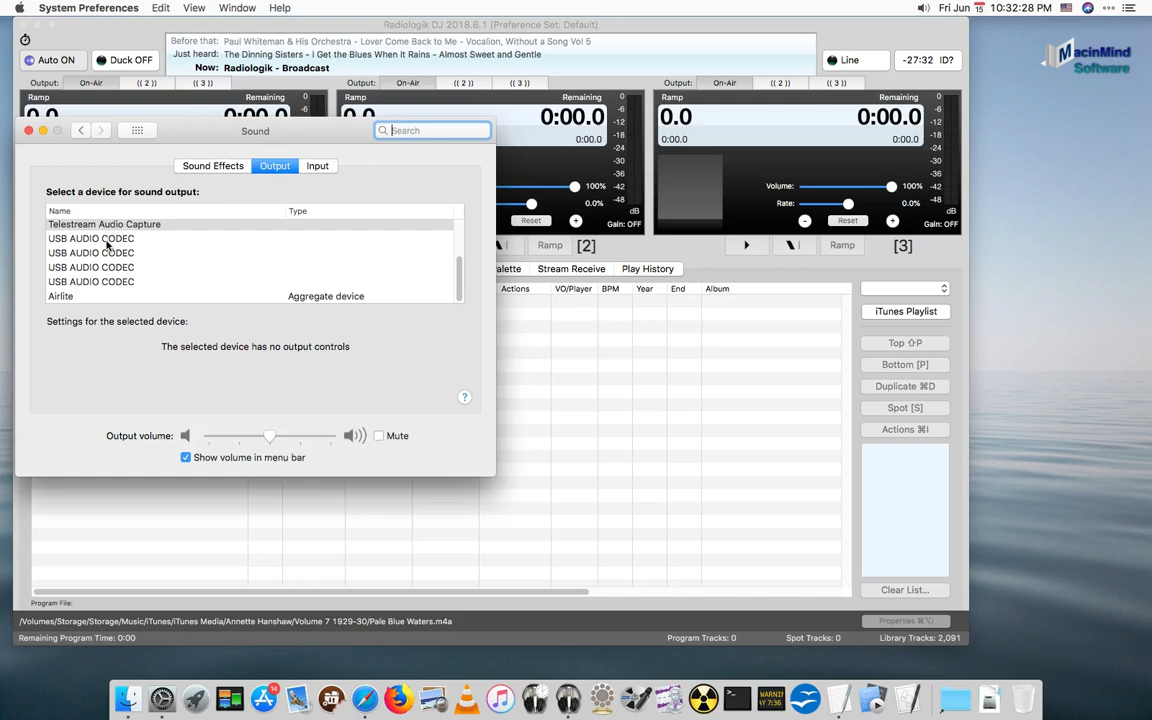 System Preferences Edit View Window Help
Fri Jun 15 10:32:28 PM
Radiologik DJ 2018.6.1 (Preference Set: Default)
Before that: Paul Whiteman & His Orchestra - Lover Come Back to Me - Vocalion, Without a Song Vol 5
Auto ON Duck OFF Just heard: The Dinning Sisters - I Get the Blues When It Rains - Almost Sweet and Gentle Line -27:32 ID?
Now: Radiologik - Broadcast
MacinMind
Software
Output: On-Air (( 2 )) (( 3 )) Output: On-Air (( 2 )) (( 3 )) Output: On-Air (( 2 )) (( 3 ))
Ramp Remaining 0 Ramp Remaining 0 Ramp Remaining 0
-6 -6 -6
0:00.0 -12 0.0 0:00.0 -12
0:00.0 -18 0.0 0:00.0 -18
-24 -24
-30 -30
-36 -36
100% -42 Volume: 100% -42
0.0% -48 Rate: 0.0% -48
dB dB
Reset + Gain: OFF - Reset + Gain: OFF
Ramp [2] Ramp [3]
Sound
Search
Sound Effects Output Input
Select a device for sound output:
Name Type
Telestream Audio Capture
USB AUDIO CODEC
USB AUDIO CODEC
USB AUDIO CODEC
USB AUDIO CODEC
Airlite Aggregate device
Settings for the selected device:
The selected device has no output controls
?
Output volume: Mute
Show volume in menu bar
alette Stream Receive Play History
Actions VO/Player BPM Year End Album
iTunes Playlist
Top ⇧P
Bottom [P]
Duplicate ⌘D
Spot [S]
Actions ⌘I
Clear List...
Program File:
/Volumes/Storage/Storage/Music/iTunes/iTunes Media/Annette Hanshaw/Volume 7 1929-30/Pale Blue Waters.m4a Properties ⌘⌥I
Remaining Program Time: 0:00 Program Tracks: 0 Spot Tracks: 0 Library Tracks: 2,091
14
WARNIN
AY 7:36